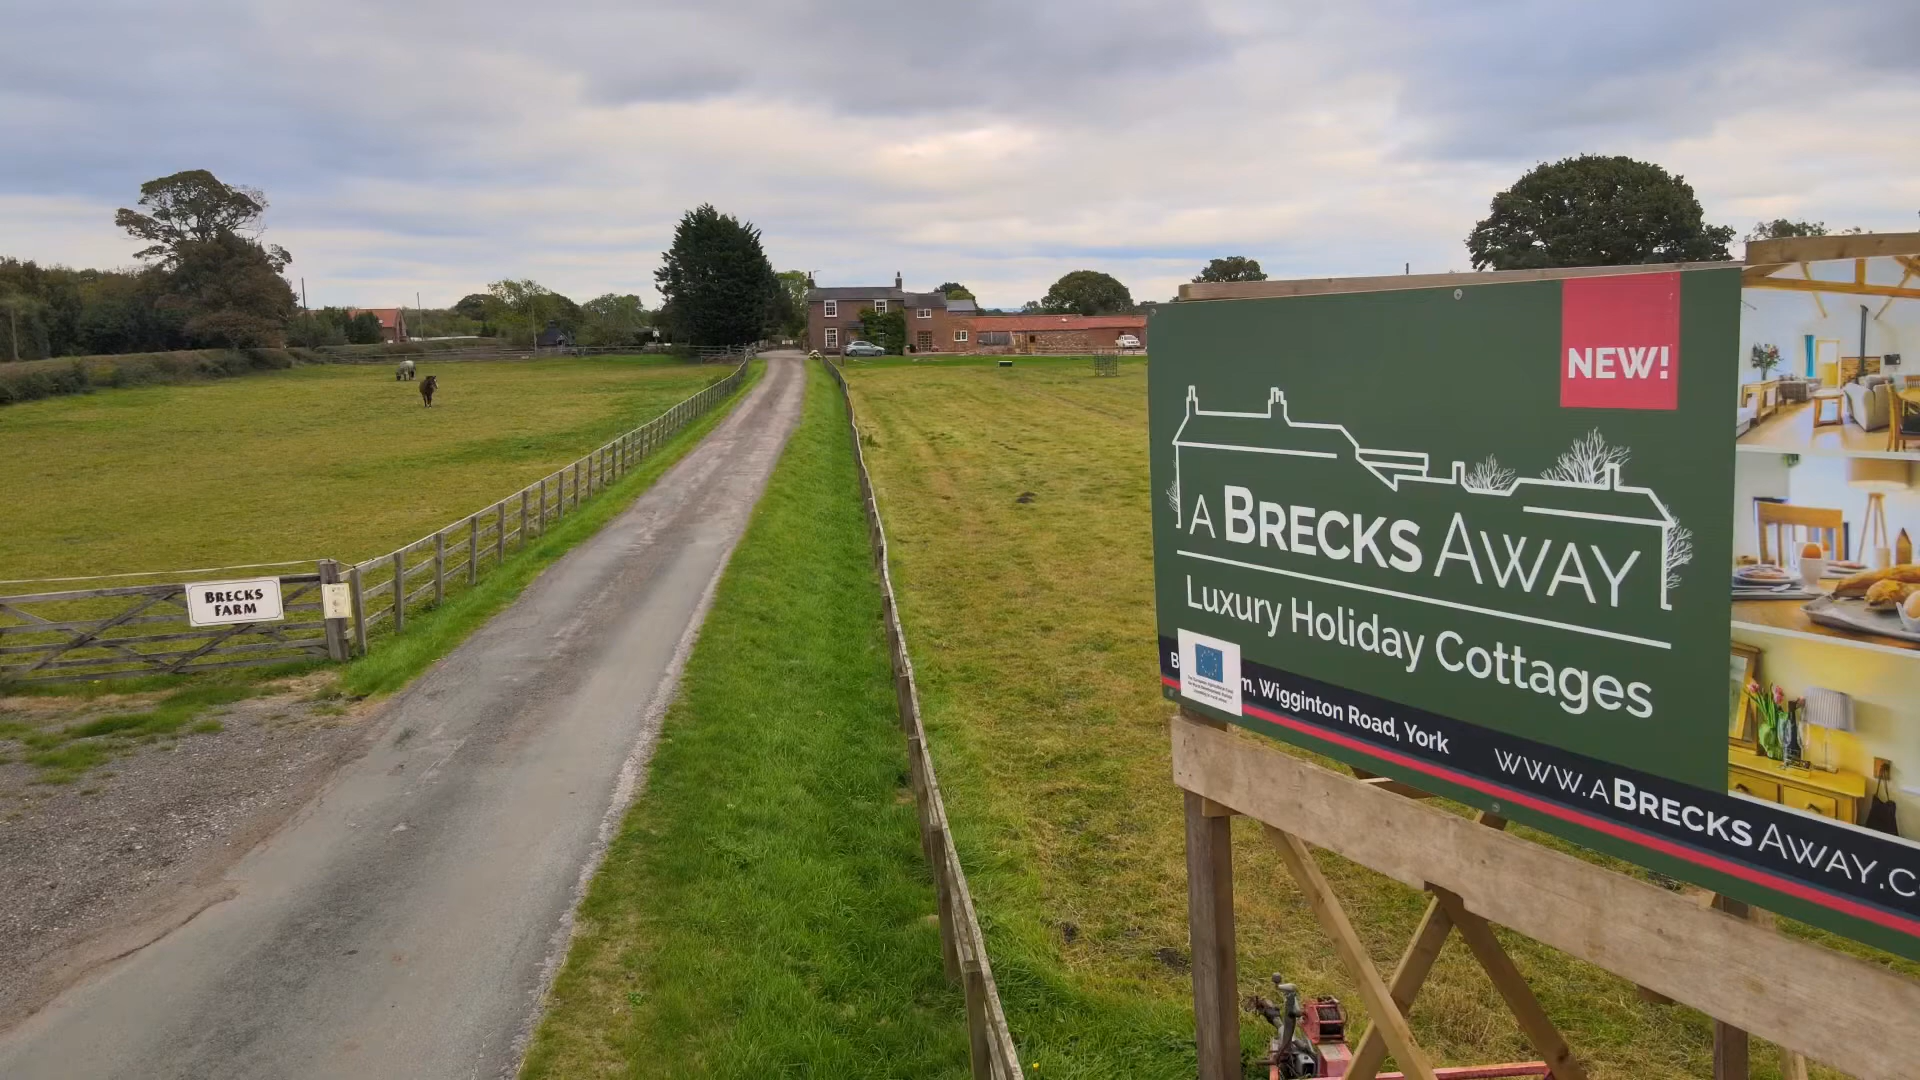 BRECKS
FARM
NEW!
A BRECKS AWAY
Luxury Holiday Cottages
Wigginton Road, York
www.aBrecksAway.c